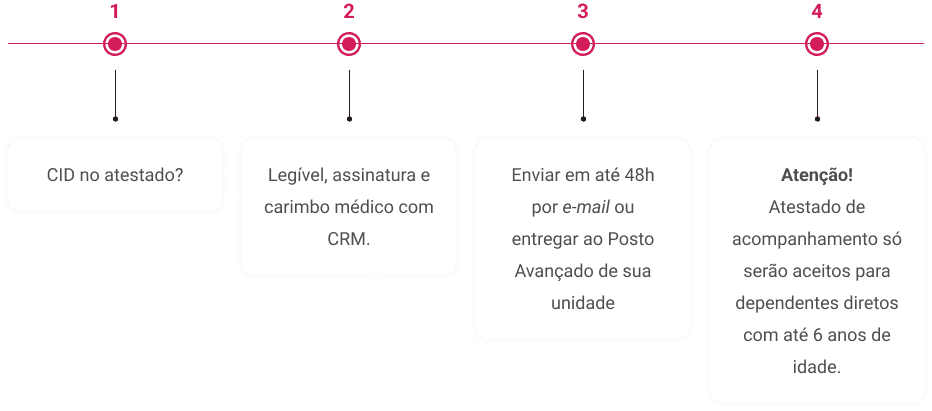 1
CID no atestado?
2
Legível, assinatura e
carimbo médico com
CRM.
3
Enviar em até 48h
por e-mail ou
entregar ao Posto
Avançado de sua
unidade
4
Atenção!
Atestado de
acompanhamento só
serão aceitos para
dependentes diretos
com até 6 anos de
idade.